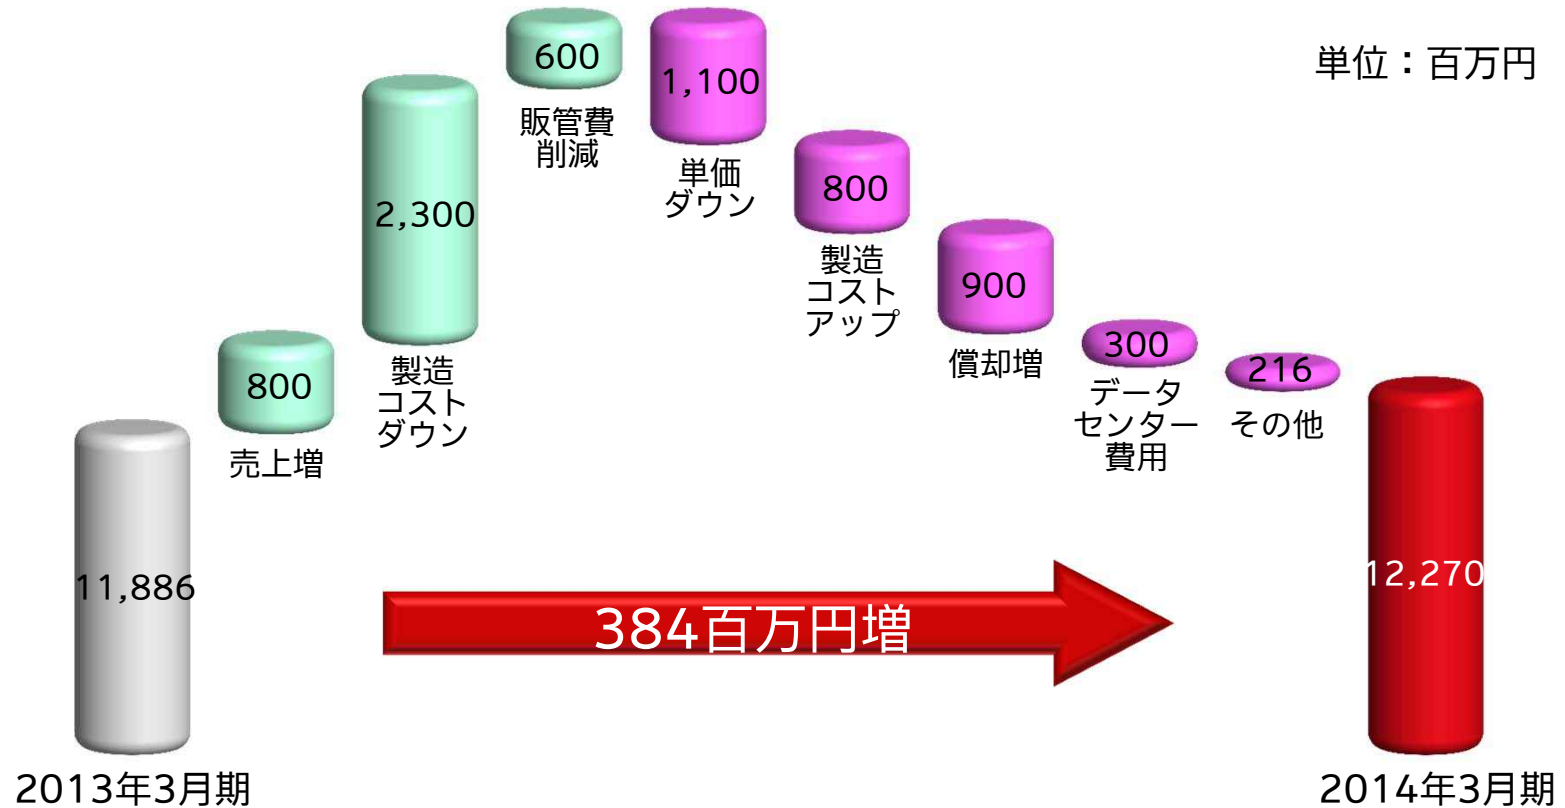 単位：百万円
600
販管費
削減
1,100
単価
ダウン
2,300
製造
コスト
ダウン
800
製造
コスト
アップ
900
償却増
800
売上増
300
データ
センター
費用
216
その他
11,886
384百万円増
12,270
2013年3月期
2014年3月期